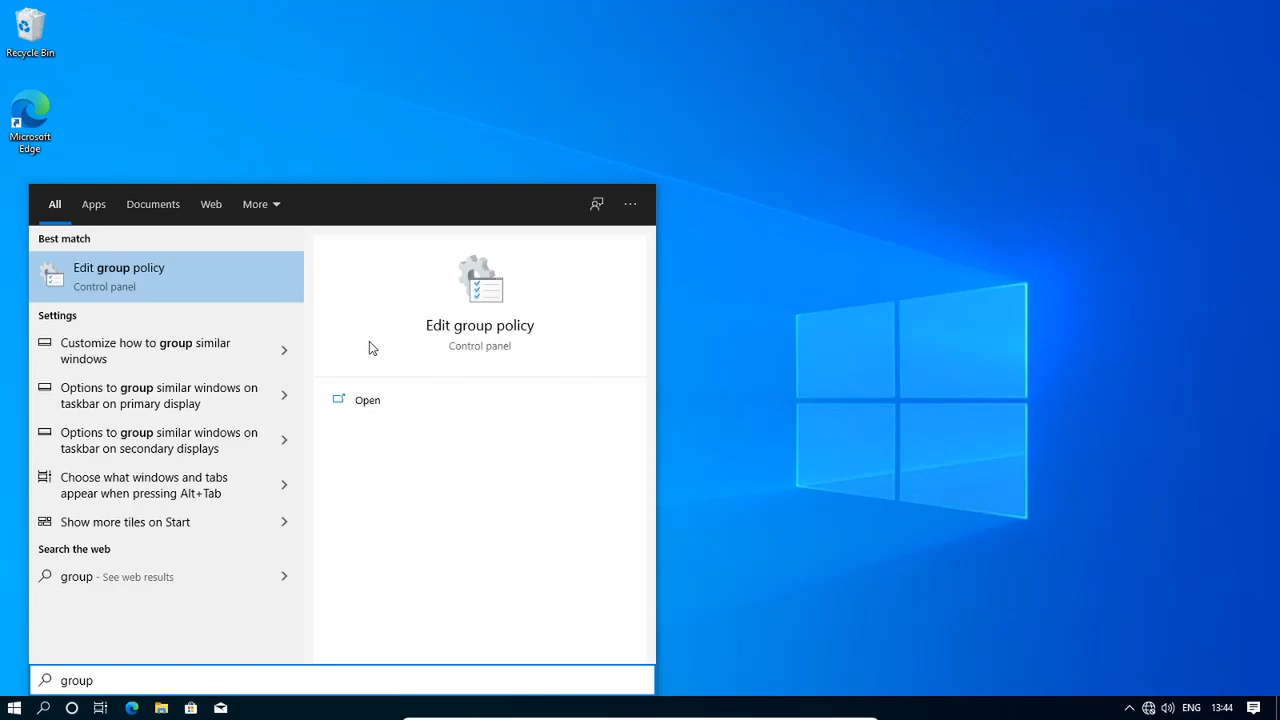 Recycle Bin
Microsoft
Edge
All Apps Documents Web More
Best match
Edit group policy
Control panel
Settings
Customize how to group similar
windows
Options to group similar windows on
taskbar on primary display
Options to group similar windows on
taskbar on secondary displays
Choose what windows and tabs
appear when pressing Alt+Tab
Show more tiles on Start
Search the web
group - See web results
Edit group policy
Control panel
Open
group
ENG 13:44